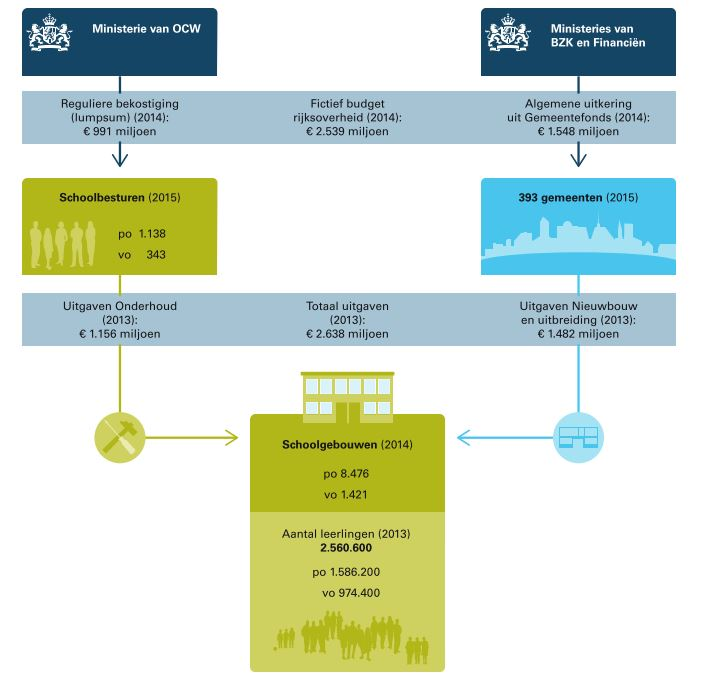 Ministerie van OCW
Ministeries van
BZK en Financiën
Reguliere bekostiging
(lumpsum) (2014):
€ 991 miljoen
Fictief budget
rijksoverheid (2014):
€ 2.539 miljoen
Algemene uitkering
uit Gemeentefonds (2014):
€ 1.548 miljoen
Schoolbesturen (2015)
po 1.138
vo 343
393 gemeenten (2015)
Uitgaven Onderhoud
(2013):
€ 1.156 miljoen
Totaal uitgaven
(2013):
€ 2.638 miljoen
Uitgaven Nieuwbouw
en uitbreiding (2013):
€ 1.482 miljoen
Schoolgebouwen (2014)
po 8.476
vo 1.421
Aantal leerlingen (2013)
2.560.600
po 1.586.200
vo 974.400